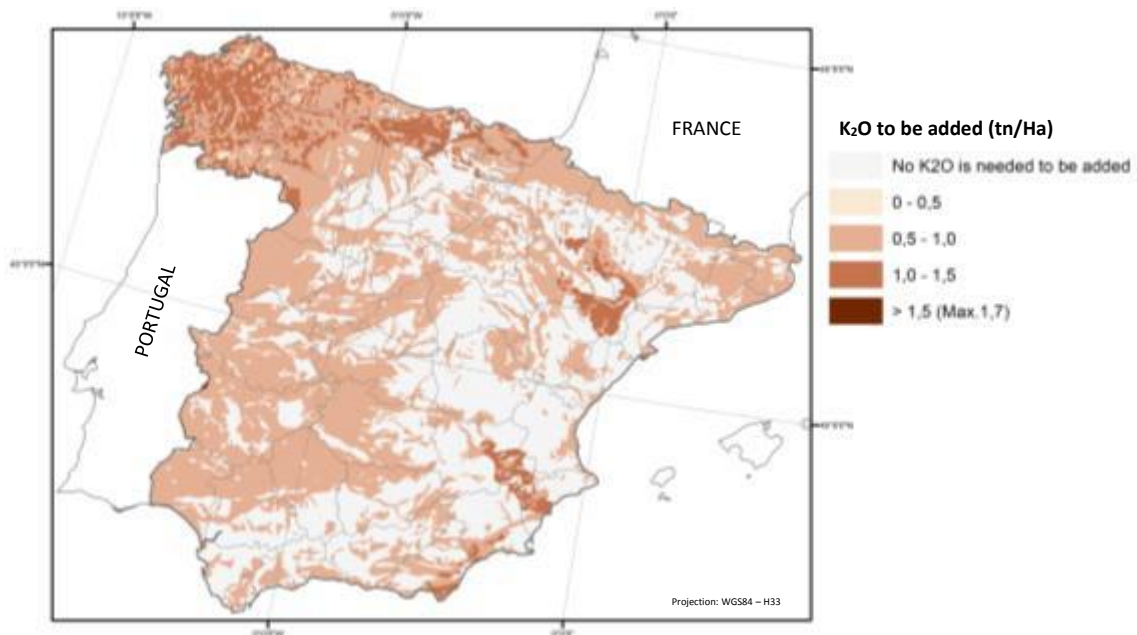 FRANCE
PORTUGAL
K₂O to be added (tn/Ha)
No K2O is needed to be added
0 - 0,5
0,5 - 1,0
1,0 - 1,5
> 1,5 (Max.1,7)
Projection: WGS84 – H33